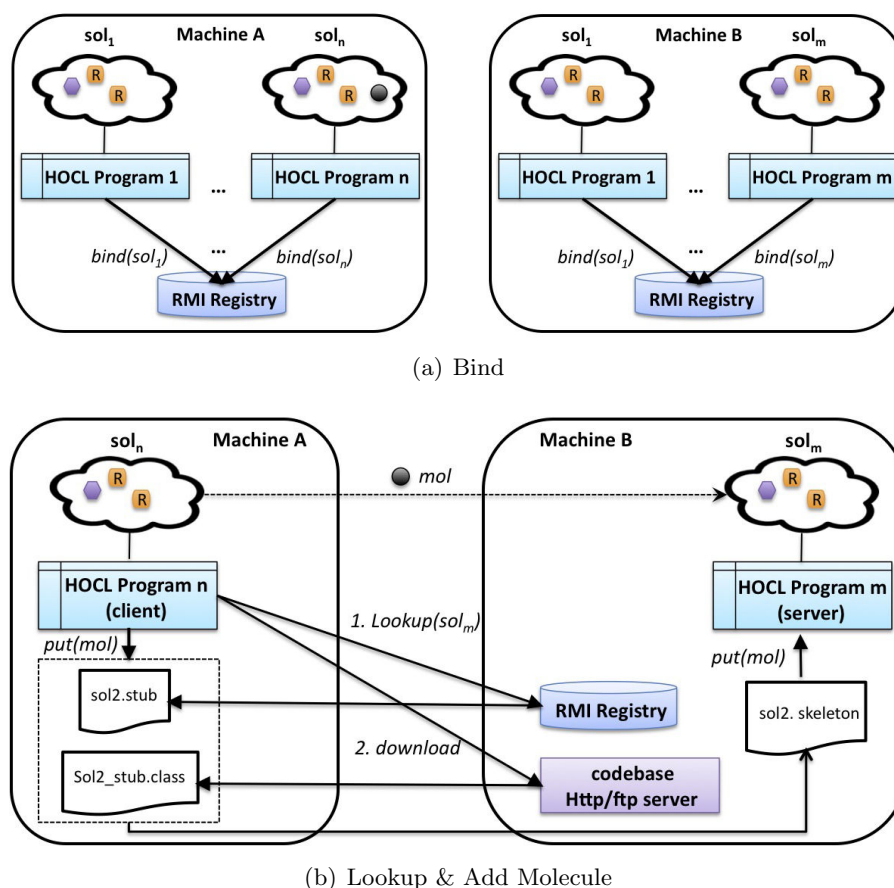 sol₁ Machine A solₙ
R R R R
HOCL Program 1 ... HOCL Program n
...
bind(sol₁) bind(solₙ)
RMI Registry
sol₁ Machine B solₘ
R R R R
HOCL Program 1 ... HOCL Program m
...
bind(sol₁) bind(solₘ)
RMI Registry
(a) Bind
solₙ Machine A
R R
HOCL Program n
(client)
put(mol)
sol2.stub
Sol2_stub.class
mol
1. Lookup(solₘ)
2. download
Machine B solₘ
R R
HOCL Program m
(server)
put(mol)
RMI Registry
sol2. skeleton
codebase
Http/ftp server
(b) Lookup & Add Molecule